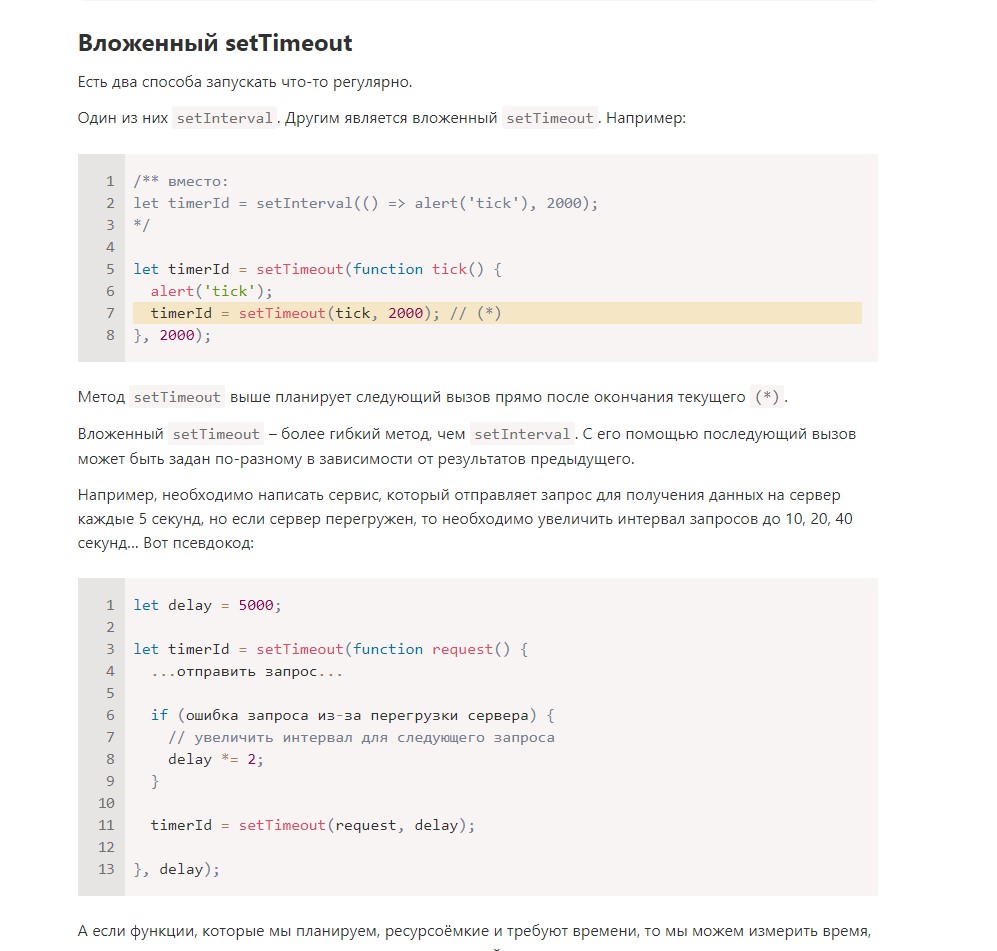 Вложенный setTimeout
Есть два способа запускать что-то регулярно.
Один из них setInterval. Другим является вложенный setTimeout. Например:
1 /** вместо:
2 let timerId = setInterval(() => alert('tick'), 2000);
3 */
4
5 let timerId = setTimeout(function tick() {
6   alert('tick');
7   timerId = setTimeout(tick, 2000); // (*)
8 }, 2000);
Метод setTimeout выше планирует следующий вызов прямо после окончания текущего (*).
Вложенный setTimeout – более гибкий метод, чем setInterval. С его помощью последующий вызов
может быть задан по-разному в зависимости от результатов предыдущего.
Например, необходимо написать сервис, который отправляет запрос для получения данных на сервер
каждые 5 секунд, но если сервер перегружен, то необходимо увеличить интервал запросов до 10, 20, 40
секунд… Вот псевдокод:
1 let delay = 5000;
2
3 let timerId = setTimeout(function request() {
4   ...отправить запрос...
5
6   if (ошибка запроса из-за перегрузки сервера) {
7     // увеличить интервал для следующего запроса
8     delay *= 2;
9   }
10
11   timerId = setTimeout(request, delay);
12
13 }, delay);
А если функции, которые мы планируем, ресурсоёмкие и требуют времени, то мы можем измерить время,